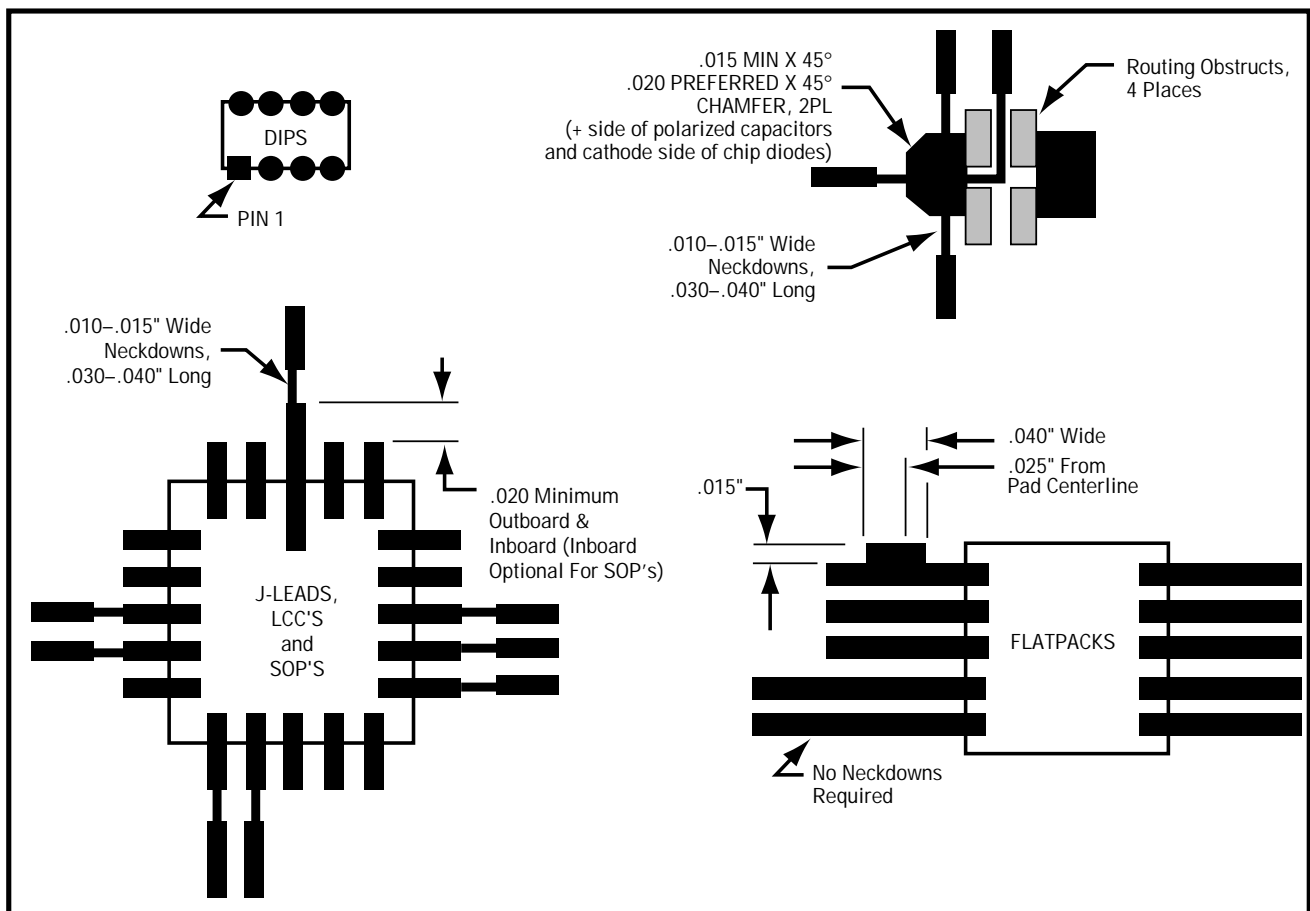 DIPS
PIN 1
.015 MIN X 45°
.020 PREFERRED X 45°
CHAMFER, 2PL
(+ side of polarized capacitors
and cathode side of chip diodes)
Routing Obstructs,
4 Places
.010–.015" Wide
Neckdowns,
.030–.040" Long
.010–.015" Wide
Neckdowns,
.030–.040" Long
.020 Minimum
Outboard &
Inboard (Inboard
Optional For SOP's)
J-LEADS,
LCC'S
and
SOP'S
.040" Wide
.025" From
Pad Centerline
.015"
FLATPACKS
No Neckdowns
Required